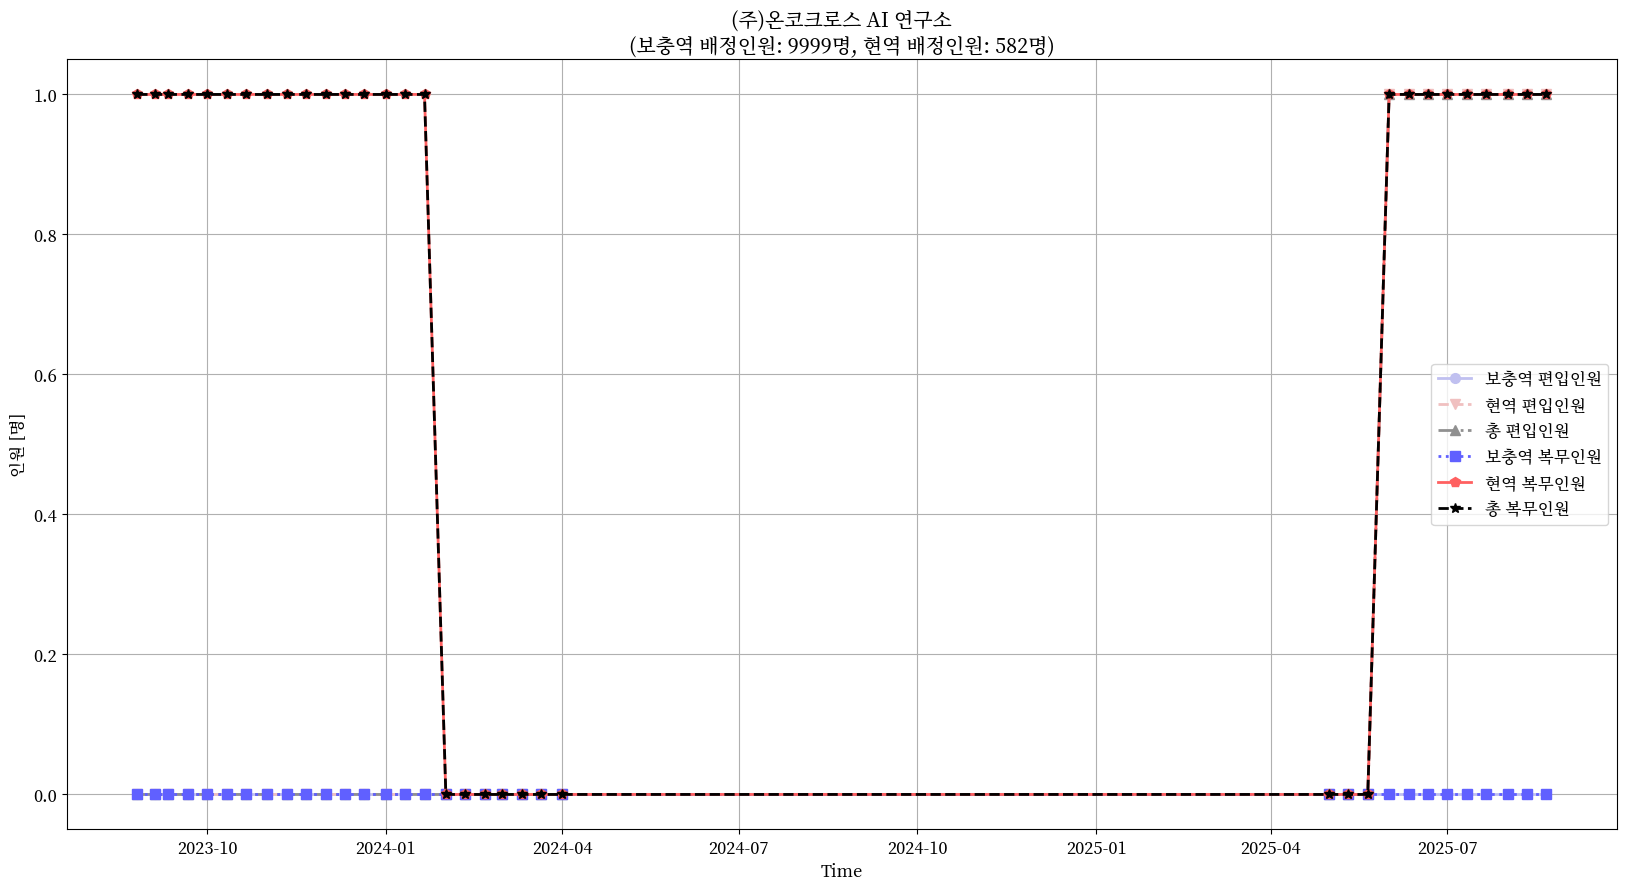 (주)온코크로스 AI 연구소
(보충역 배정인원: 9999명, 현역 배정인원: 582명)
1.0
0.8
0.6
0.4
0.2
0.0
인원 [명]
보충역 편입인원
현역 편입인원
총 편입인원
보충역 복무인원
현역 복무인원
총 복무인원
2023-10
2024-01
2024-04
2024-07
2024-10
2025-01
2025-04
2025-07
Time